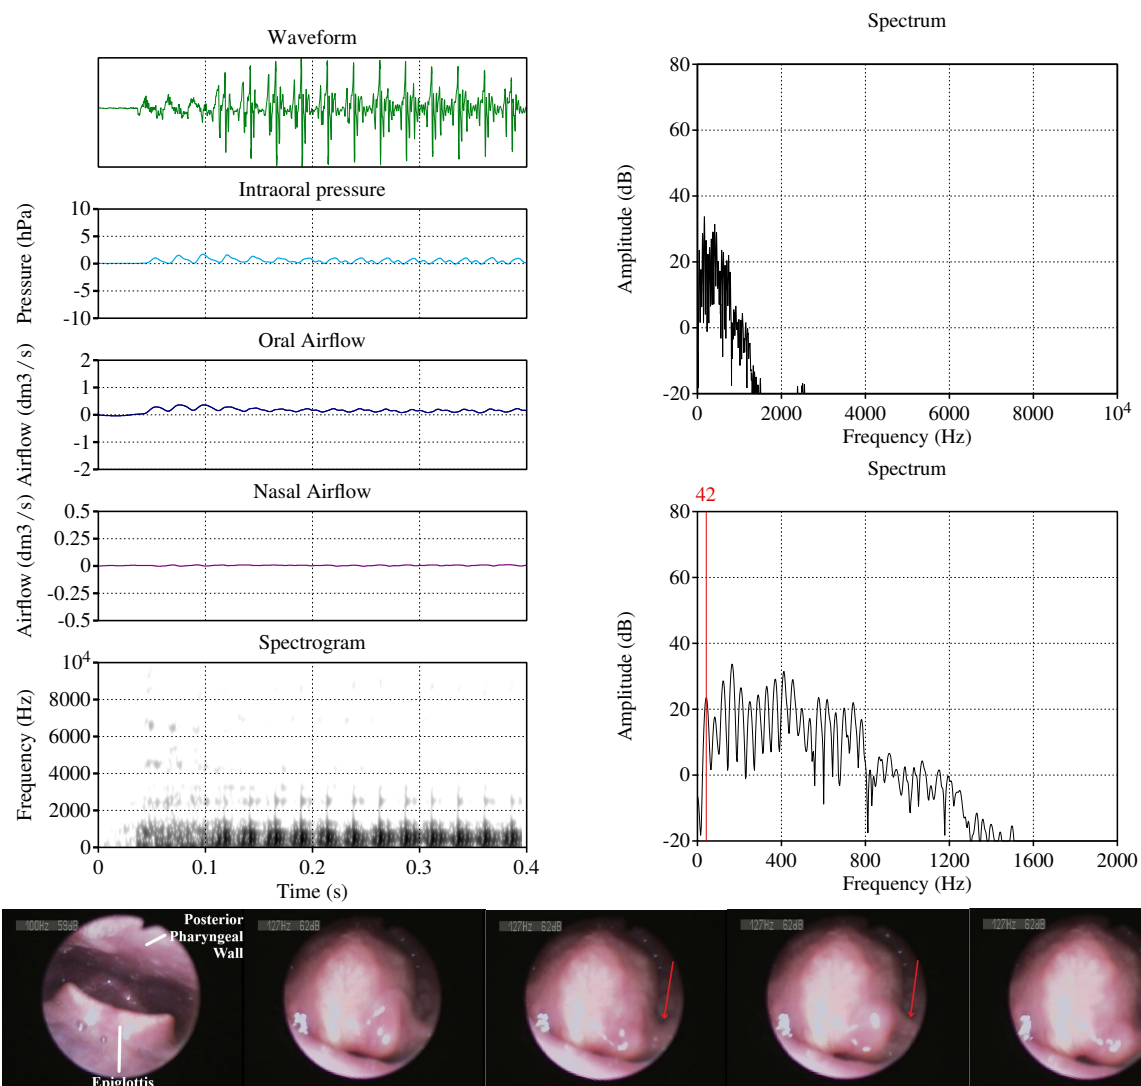 Waveform
Intraoral pressure
Pressure (hPa)
10
5
0
-5
-10
Oral Airflow
Airflow (dm3 / s)
2
1
0
-1
-2
Nasal Airflow
Airflow (dm3 / s)
0.5
0.25
0
-0.25
-0.5
Spectrogram
Frequency (Hz)
10⁴
8000
6000
4000
2000
0
0 0.1 0.2 0.3 0.4
Time (s)
Spectrum
Amplitude (dB)
80
60
40
20
0
-20
0 2000 4000 6000 8000 10⁴
Frequency (Hz)
Spectrum
42
Amplitude (dB)
80
60
40
20
0
-20
0 400 800 1200 1600 2000
Frequency (Hz)
100Hz 59dB
Posterior
Pharyngeal
Wall
Epiglottis
127Hz 62dB
127Hz 62dB
127Hz 62dB
127Hz 62dB